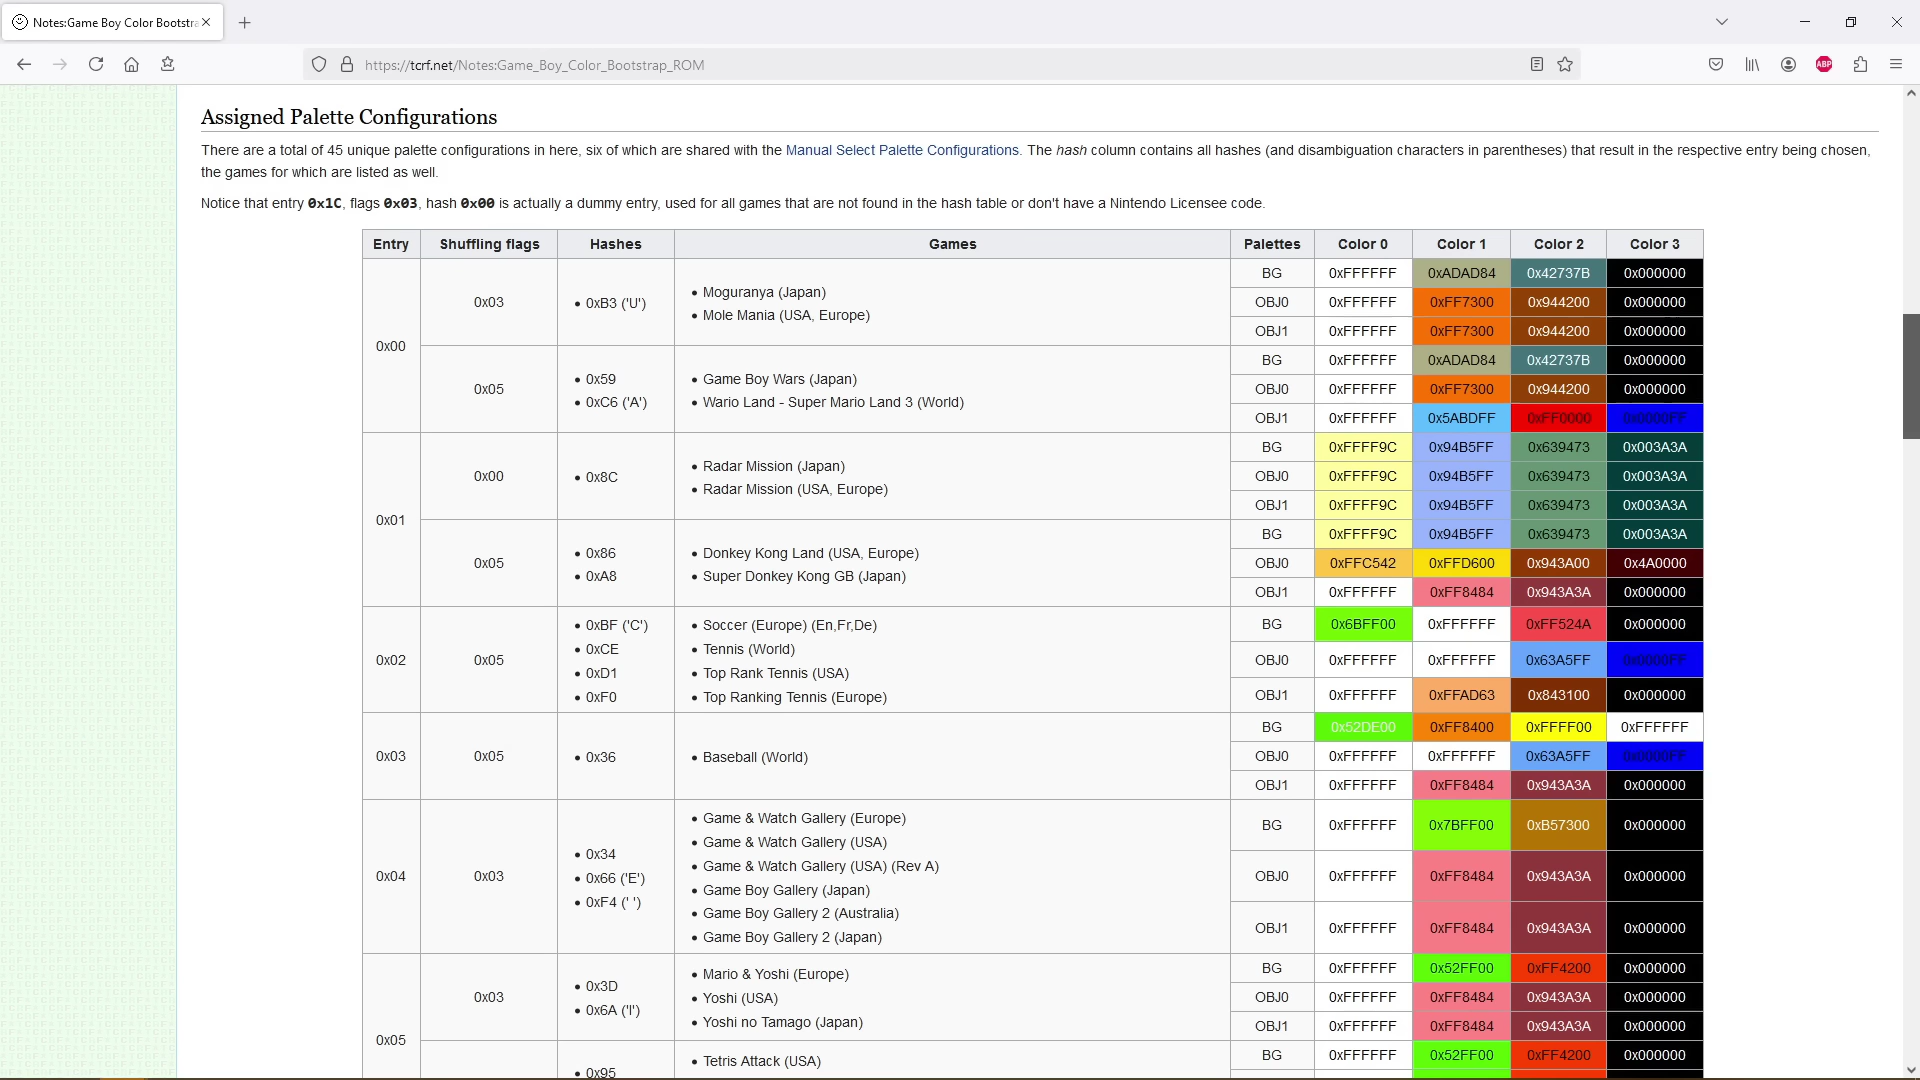 Notes:Game Boy Color Bootstra
https://tcrf.net/Notes:Game_Boy_Color_Bootstrap_ROM
ABP
Assigned Palette Configurations
There are a total of 45 unique palette configurations in here, six of which are shared with the Manual Select Palette Configurations. The hash column contains all hashes (and disambiguation characters in parentheses) that result in the respective entry being chosen,
the games for which are listed as well.
Notice that entry 0x1C, flags 0x03, hash 0x00 is actually a dummy entry, used for all games that are not found in the hash table or don't have a Nintendo Licensee code.
Entry Shuffling flags Hashes Games Palettes Color 0 Color 1 Color 2 Color 3
0x00
0x03
• 0xB3 ('U')
• Moguranya (Japan)
• Mole Mania (USA, Europe)
BG 0xFFFFFF 0xADAD84 0x42737B 0x000000
OBJ0 0xFFFFFF 0xFF7300 0x944200 0x000000
OBJ1 0xFFFFFF 0xFF7300 0x944200 0x000000
0x05
• 0x59
• 0xC6 ('A')
• Game Boy Wars (Japan)
• Wario Land - Super Mario Land 3 (World)
BG 0xFFFFFF 0xADAD84 0x42737B 0x000000
OBJ0 0xFFFFFF 0xFF7300 0x944200 0x000000
OBJ1 0xFFFFFF 0x5ABDFF 0xFF0000 0x0000FF
0x01
0x00
• 0x8C
• Radar Mission (Japan)
• Radar Mission (USA, Europe)
BG 0xFFFF9C 0x94B5FF 0x639473 0x003A3A
OBJ0 0xFFFF9C 0x94B5FF 0x639473 0x003A3A
OBJ1 0xFFFF9C 0x94B5FF 0x639473 0x003A3A
0x05
• 0x86
• 0xA8
• Donkey Kong Land (USA, Europe)
• Super Donkey Kong GB (Japan)
BG 0xFFFF9C 0x94B5FF 0x639473 0x003A3A
OBJ0 0xFFC542 0xFFD600 0x943A00 0x4A0000
OBJ1 0xFFFFFF 0xFF8484 0x943A3A 0x000000
0x02
0x05
• 0xBF ('C')
• 0xCE
• 0xD1
• 0xF0
• Soccer (Europe) (En,Fr,De)
• Tennis (World)
• Top Rank Tennis (USA)
• Top Ranking Tennis (Europe)
BG 0x6BFF00 0xFFFFFF 0xFF524A 0x000000
OBJ0 0xFFFFFF 0xFFFFFF 0x63A5FF 0x0000FF
OBJ1 0xFFFFFF 0xFFAD63 0x843100 0x000000
0x03
0x05
• 0x36
• Baseball (World)
BG 0x52DE00 0xFF8400 0xFFFF00 0xFFFFFF
OBJ0 0xFFFFFF 0xFFFFFF 0x63A5FF 0x0000FF
OBJ1 0xFFFFFF 0xFF8484 0x943A3A 0x000000
0x04
0x03
• 0x34
• 0x66 ('E')
• 0xF4 (' ')
• Game & Watch Gallery (Europe)
• Game & Watch Gallery (USA)
• Game & Watch Gallery (USA) (Rev A)
• Game Boy Gallery (Japan)
• Game Boy Gallery 2 (Australia)
• Game Boy Gallery 2 (Japan)
BG 0xFFFFFF 0x7BFF00 0xB57300 0x000000
OBJ0 0xFFFFFF 0xFF8484 0x943A3A 0x000000
OBJ1 0xFFFFFF 0xFF8484 0x943A3A 0x000000
0x05
0x03
• 0x3D
• 0x6A ('I')
• Mario & Yoshi (Europe)
• Yoshi (USA)
• Yoshi no Tamago (Japan)
BG 0xFFFFFF 0x52FF00 0xFF4200 0x000000
OBJ0 0xFFFFFF 0xFF8484 0x943A3A 0x000000
OBJ1 0xFFFFFF 0xFF8484 0x943A3A 0x000000
• 0x95
• Tetris Attack (USA)
BG 0xFFFFFF 0x52FF00 0xFF4200 0x000000